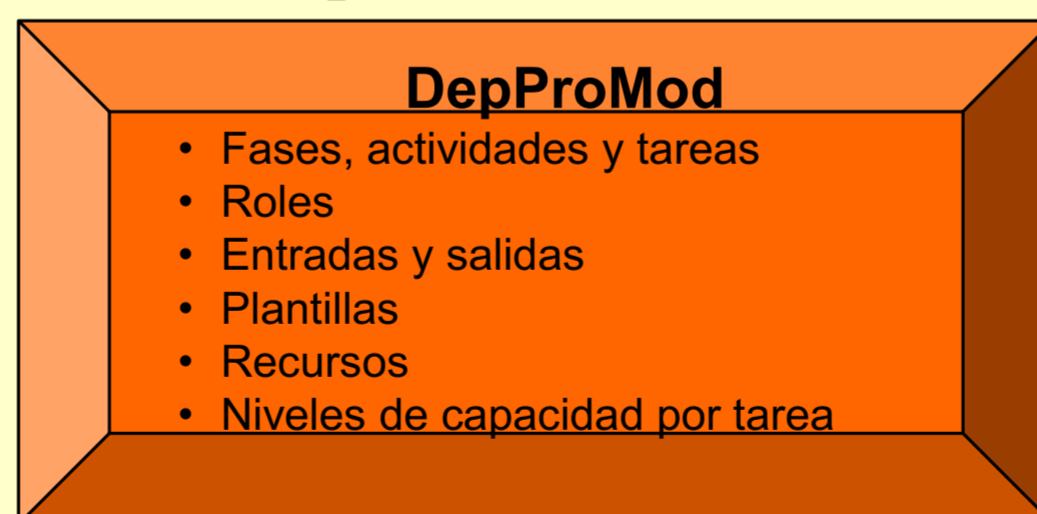 DepProMod
• Fases, actividades y tareas
• Roles
• Entradas y salidas
• Plantillas
• Recursos
• Niveles de capacidad por tarea